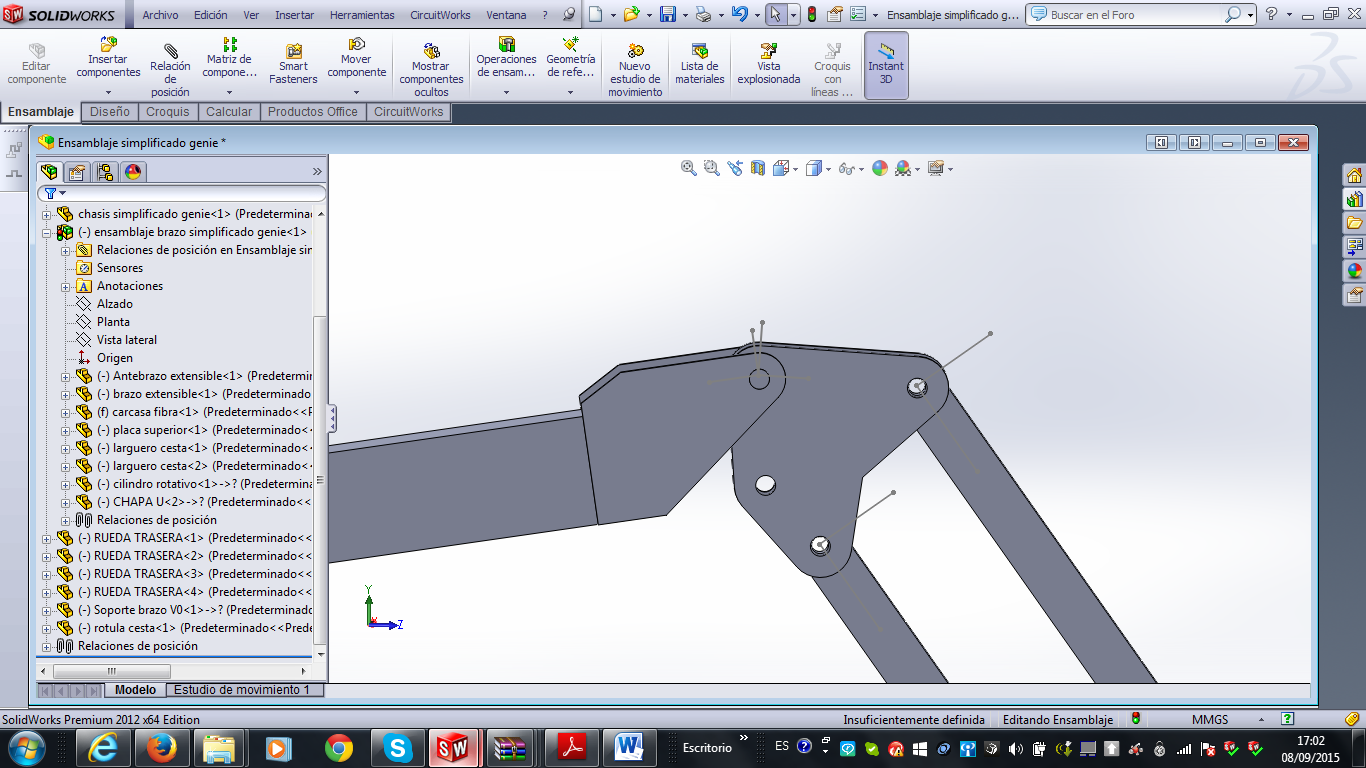 SOLIDWORKS Archivo Edición Ver Insertar Herramientas CircuitWorks Ventana ? Ensamblaje simplificado g... Buscar en el Foro ?
Editar componente
Insertar componentes
Relación de posición
Matriz de compone...
Smart Fasteners
Mover componente
Mostrar componentes ocultos
Operaciones de ensam...
Geometría de refe...
Nuevo estudio de movimiento
Lista de materiales
Vista explosionada
Croquis con líneas ...
Instant 3D
Ensamblaje Diseño Croquis Calcular Productos Office CircuitWorks
Ensamblaje simplificado genie *
chasis simplificado genie<1> (Predeterminad
(-) ensamblaje brazo simplificado genie<1>
Relaciones de posición en Ensamblaje sim
Sensores
A Anotaciones
Alzado
Planta
Vista lateral
Origen
(-) Antebrazo extensible<1> (Predetermin
(-) brazo extensible<1> (Predeterminado
(f) carcasa fibra<1> (Predeterminado<<P
(-) placa superior<1> (Predeterminado<
(-) larguero cesta<1> (Predeterminado<
(-) larguero cesta<2> (Predeterminado<
(-) cilindro rotativo<1>->? (Predetermina
(-) CHAPA U<2>->? (Predeterminado<<
Relaciones de posición
(-) RUEDA TRASERA<1> (Predeterminado<<
(-) RUEDA TRASERA<2> (Predeterminado<<
(-) RUEDA TRASERA<3> (Predeterminado<<
(-) RUEDA TRASERA<4> (Predeterminado<<
(-) Soporte brazo V0<1>->? (Predeterminado
(-) rotula cesta<1> (Predeterminado<<Prede
Relaciones de posición
Y
Z
Modelo Estudio de movimiento 1
SolidWorks Premium 2012 x64 Edition Insuficientemente definida Editando Ensamblaje MMGS ?
Escritorio ES 17:02
08/09/2015